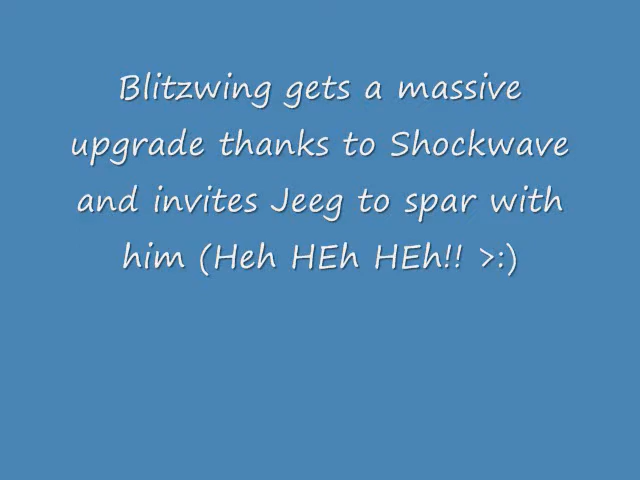 Blitzwing gets a massive
upgrade thanks to Shockwave
and invites Jeeg to spar with
him (Heh HEh HEh!! >:)